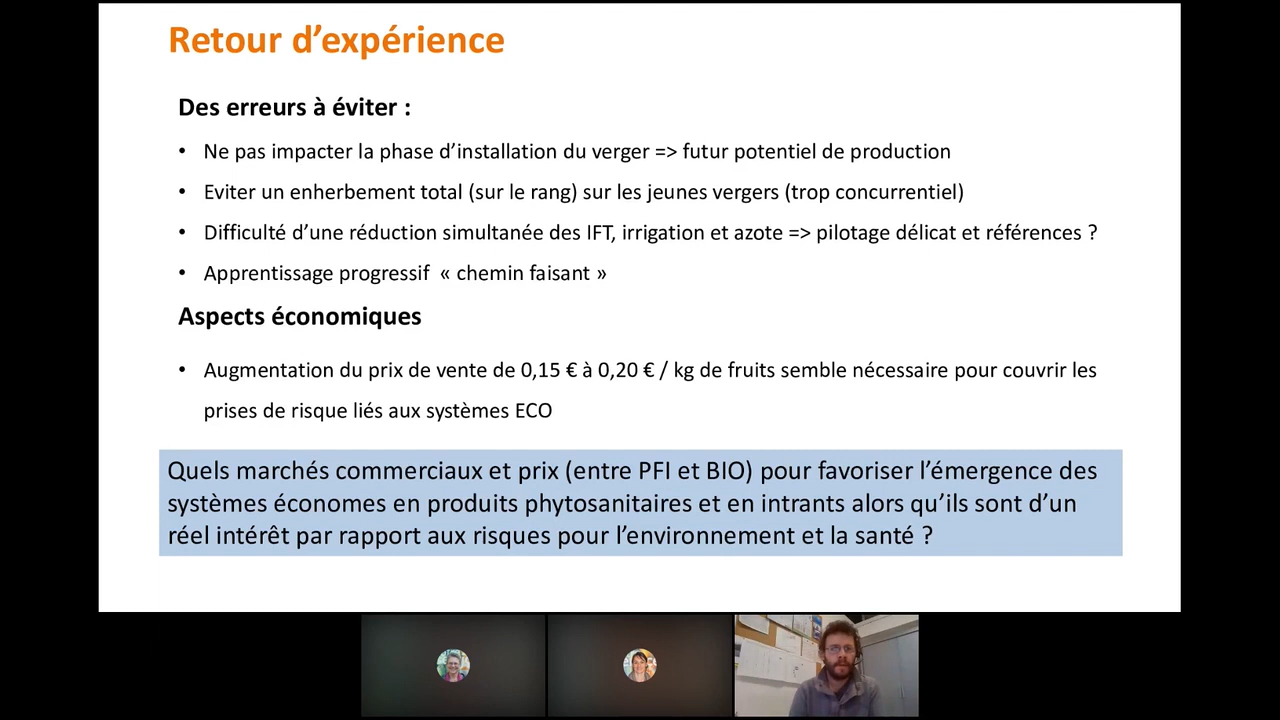 Retour d’expérience
Des erreurs à éviter :
• Ne pas impacter la phase d’installation du verger => futur potentiel de production
• Eviter un enherbement total (sur le rang) sur les jeunes vergers (trop concurrentiel)
• Difficulté d’une réduction simultanée des IFT, irrigation et azote => pilotage délicat et références ?
• Apprentissage progressif « chemin faisant »
Aspects économiques
• Augmentation du prix de vente de 0,15 € à 0,20 € / kg de fruits semble nécessaire pour couvrir les
prises de risque liés aux systèmes ECO
Quels marchés commerciaux et prix (entre PFI et BIO) pour favoriser l’émergence des
systèmes économes en produits phytosanitaires et en intrants alors qu’ils sont d’un
réel intérêt par rapport aux risques pour l’environnement et la santé ?